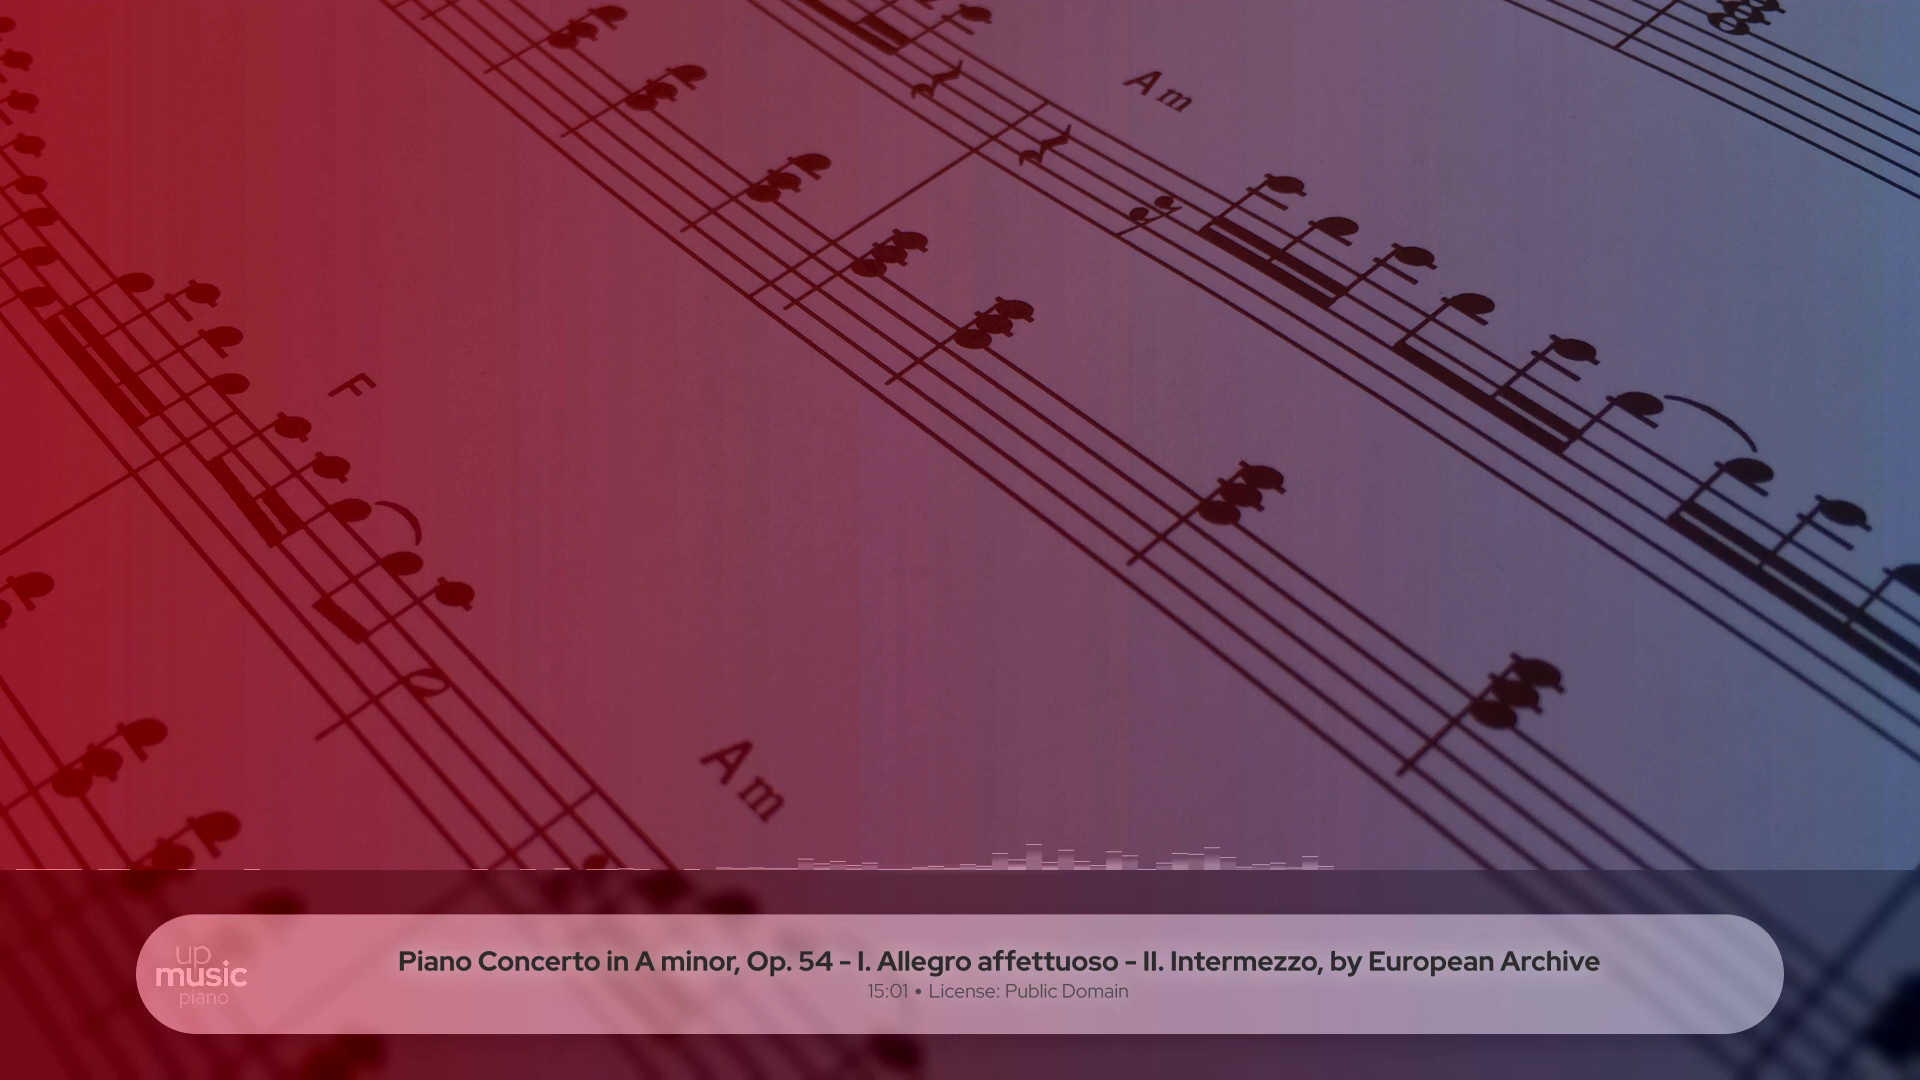 Am
F
Am
up
music
piano
Piano Concerto in A minor, Op. 54 - I. Allegro affettuoso - II. Intermezzo, by European Archive
15:01 • License: Public Domain